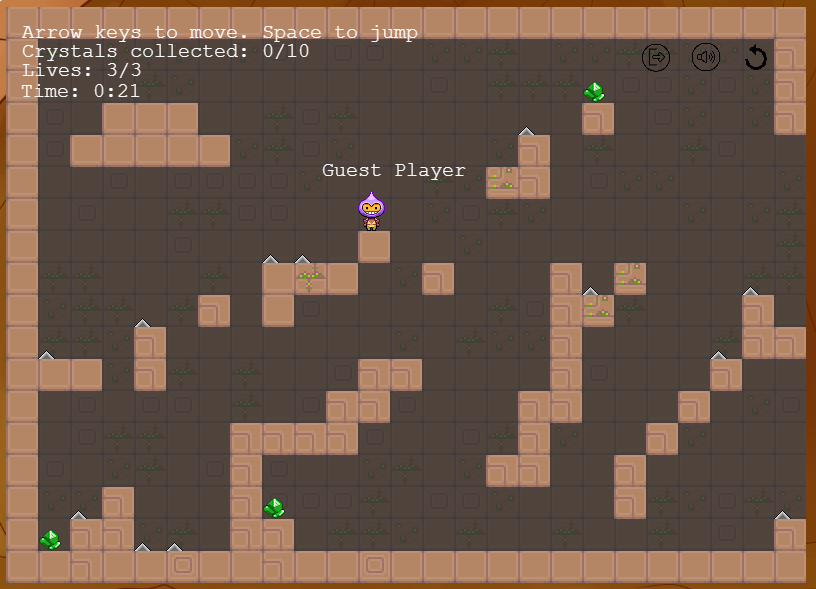 Arrow keys to move. Space to jump
Crystals collected: 0/10
Lives: 3/3
Time: 0:21
Guest Player